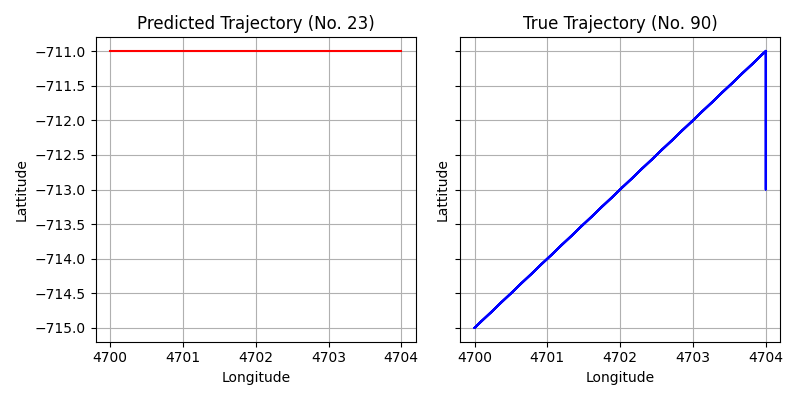 Predicted Trajectory (No. 23)
True Trajectory (No. 90)
Lattitude
−711.0
−711.5
−712.0
−712.5
−713.0
−713.5
−714.0
−714.5
−715.0
4700 4701 4702 4703 4704
Longitude
Lattitude
4700 4701 4702 4703 4704
Longitude